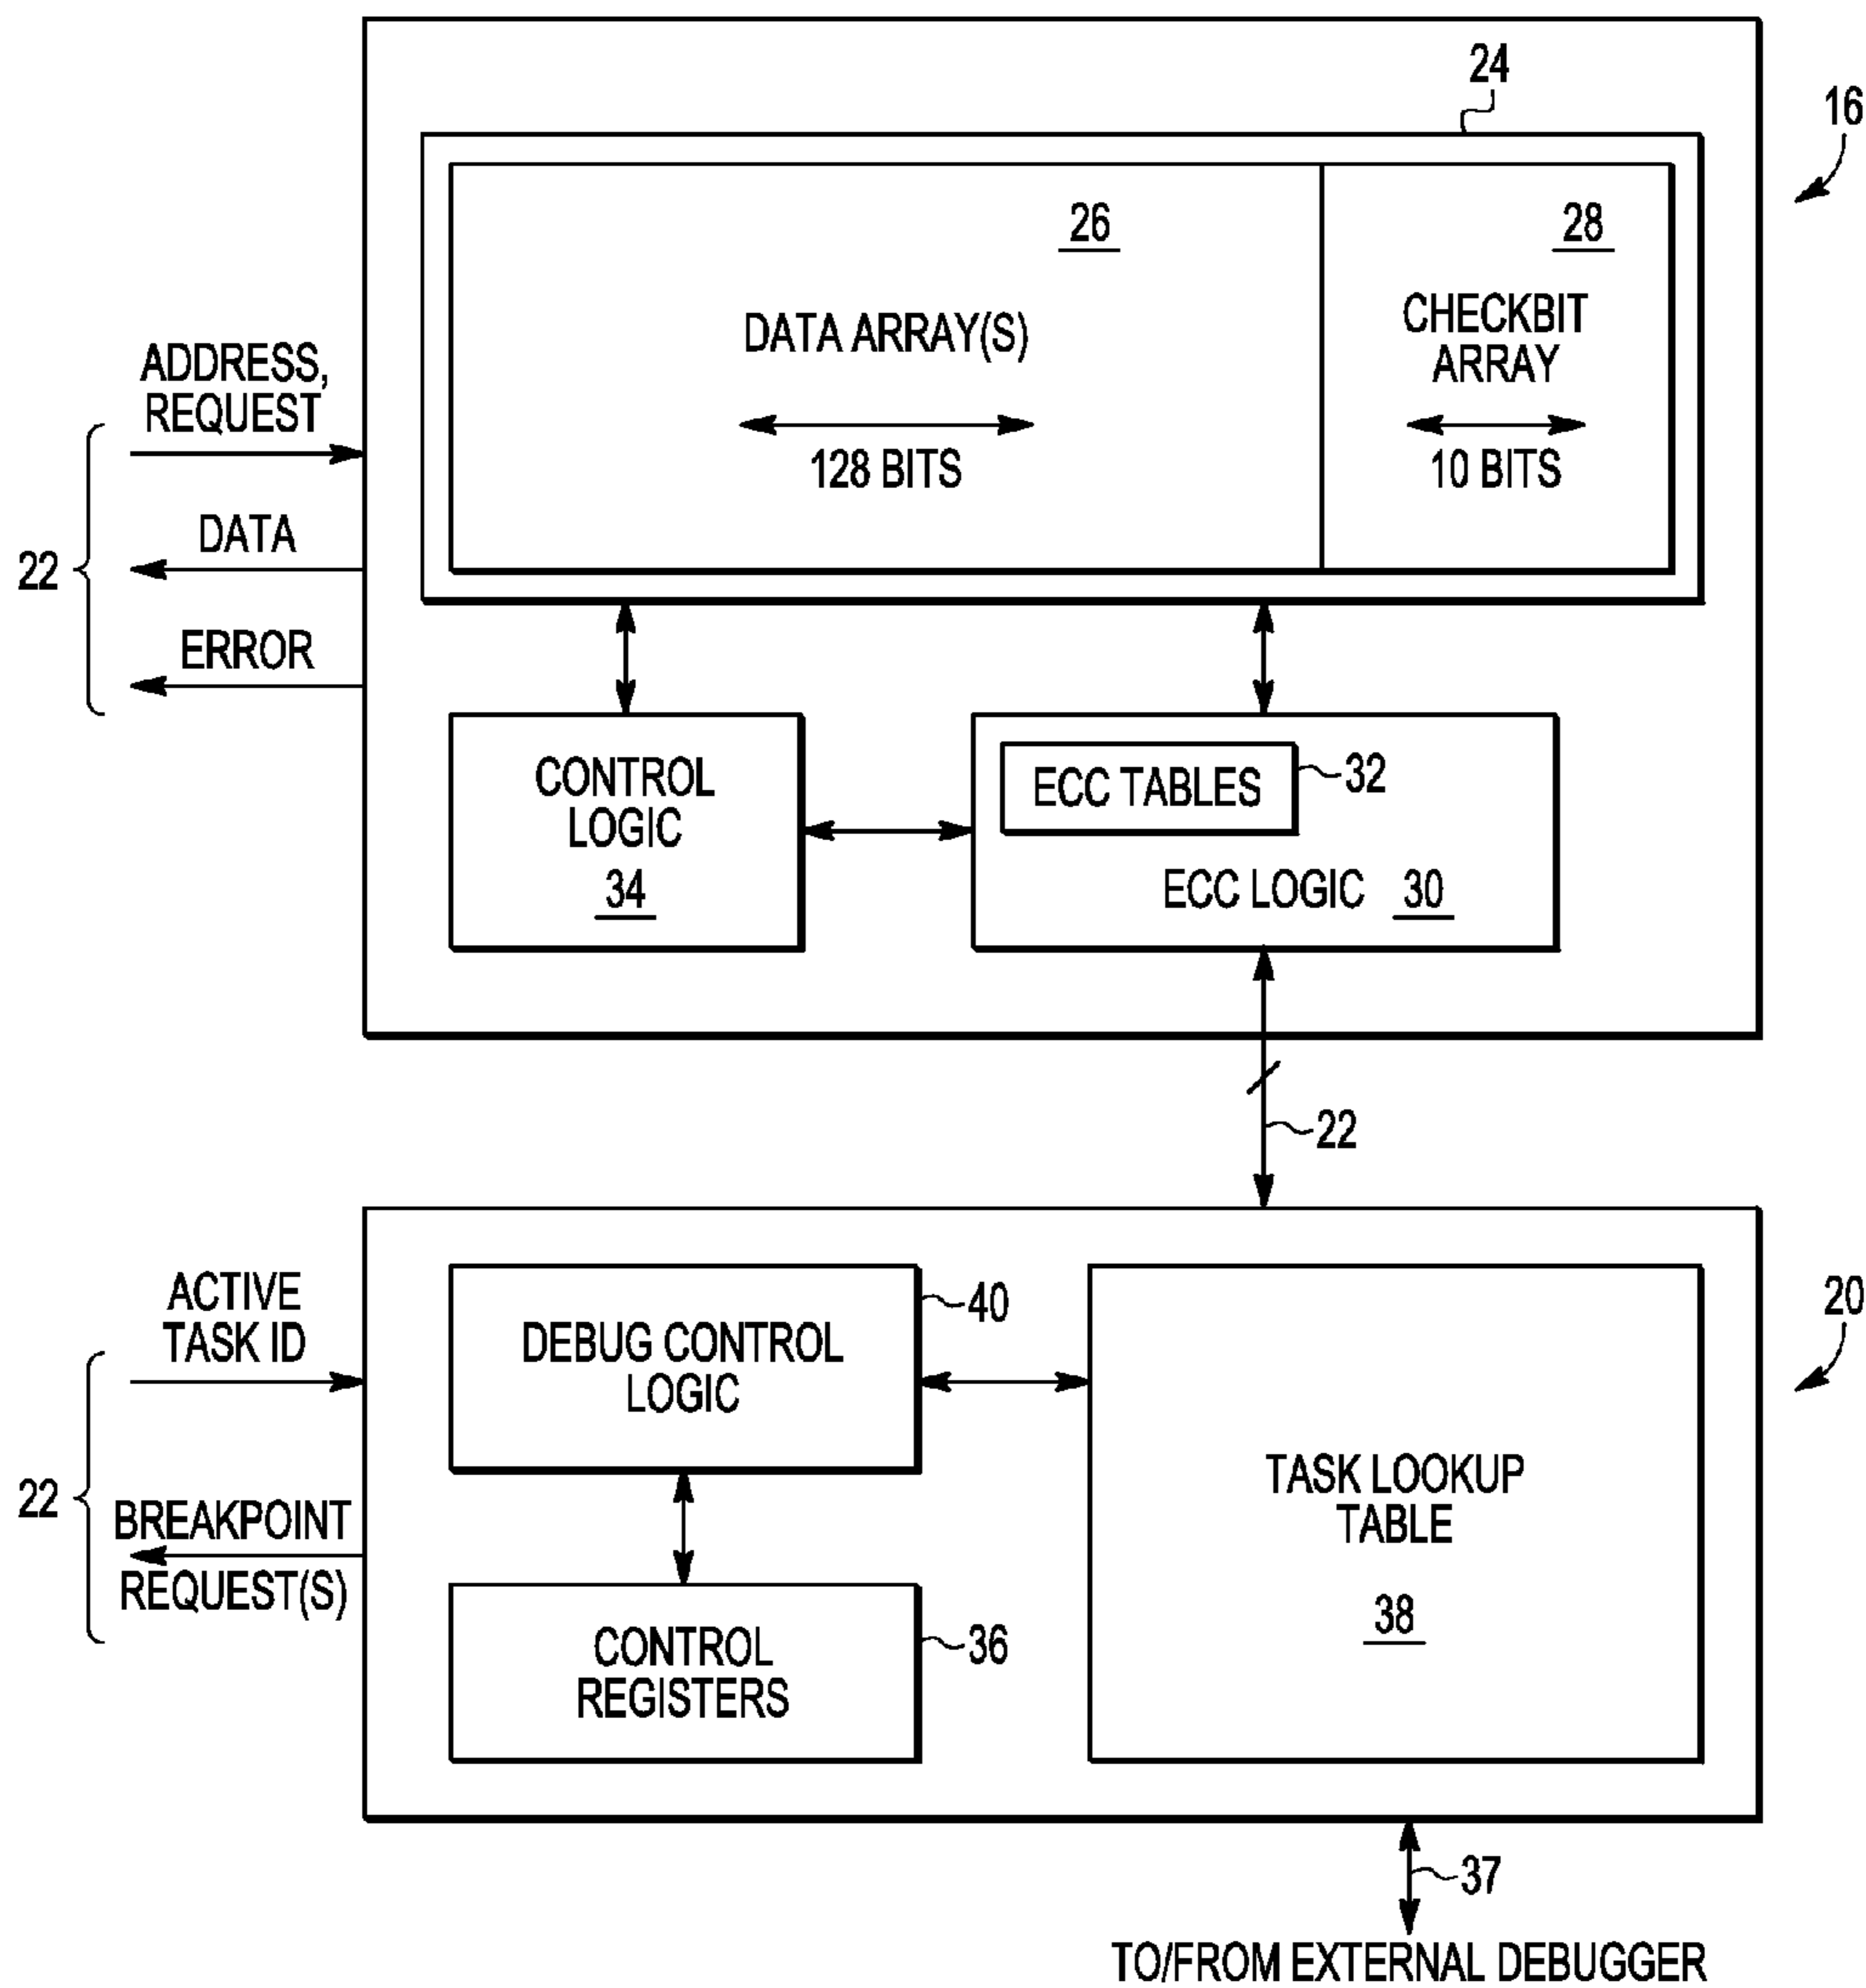 24
16
26
28
DATA ARRAY(S)
CHECKBIT
ARRAY
128 BITS
10 BITS
ADDRESS,
REQUEST
DATA
22
ERROR
CONTROL
LOGIC
34
ECC TABLES
32
ECC LOGIC 30
22
20
ACTIVE
TASK ID
22
BREAKPOINT
REQUEST(S)
DEBUG CONTROL
LOGIC
40
TASK LOOKUP
TABLE
38
CONTROL
REGISTERS
36
37
TO/FROM EXTERNAL DEBUGGER